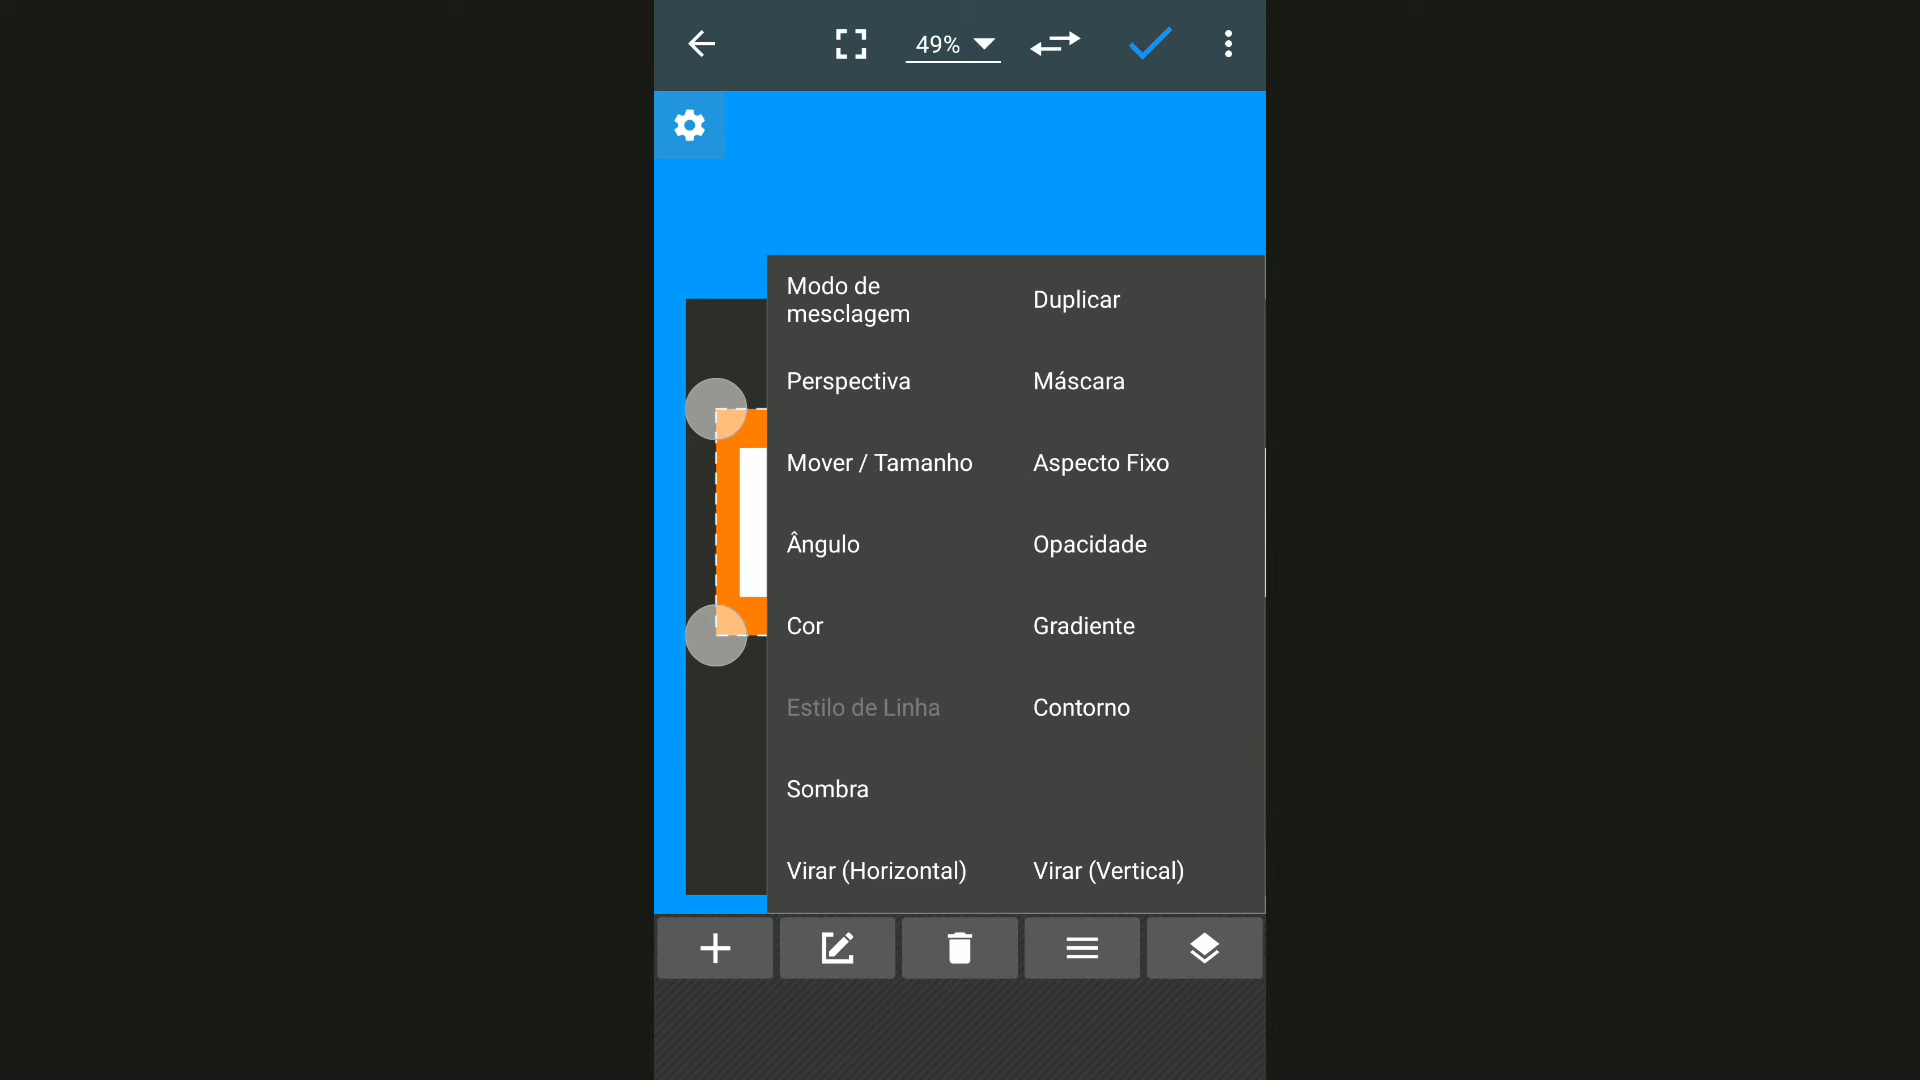 49%
Modo de
mesclagem
Duplicar
Perspectiva
Máscara
Mover / Tamanho
Aspecto Fixo
Ângulo
Opacidade
Cor
Gradiente
Estilo de Linha
Contorno
Sombra
Virar (Horizontal)
Virar (Vertical)